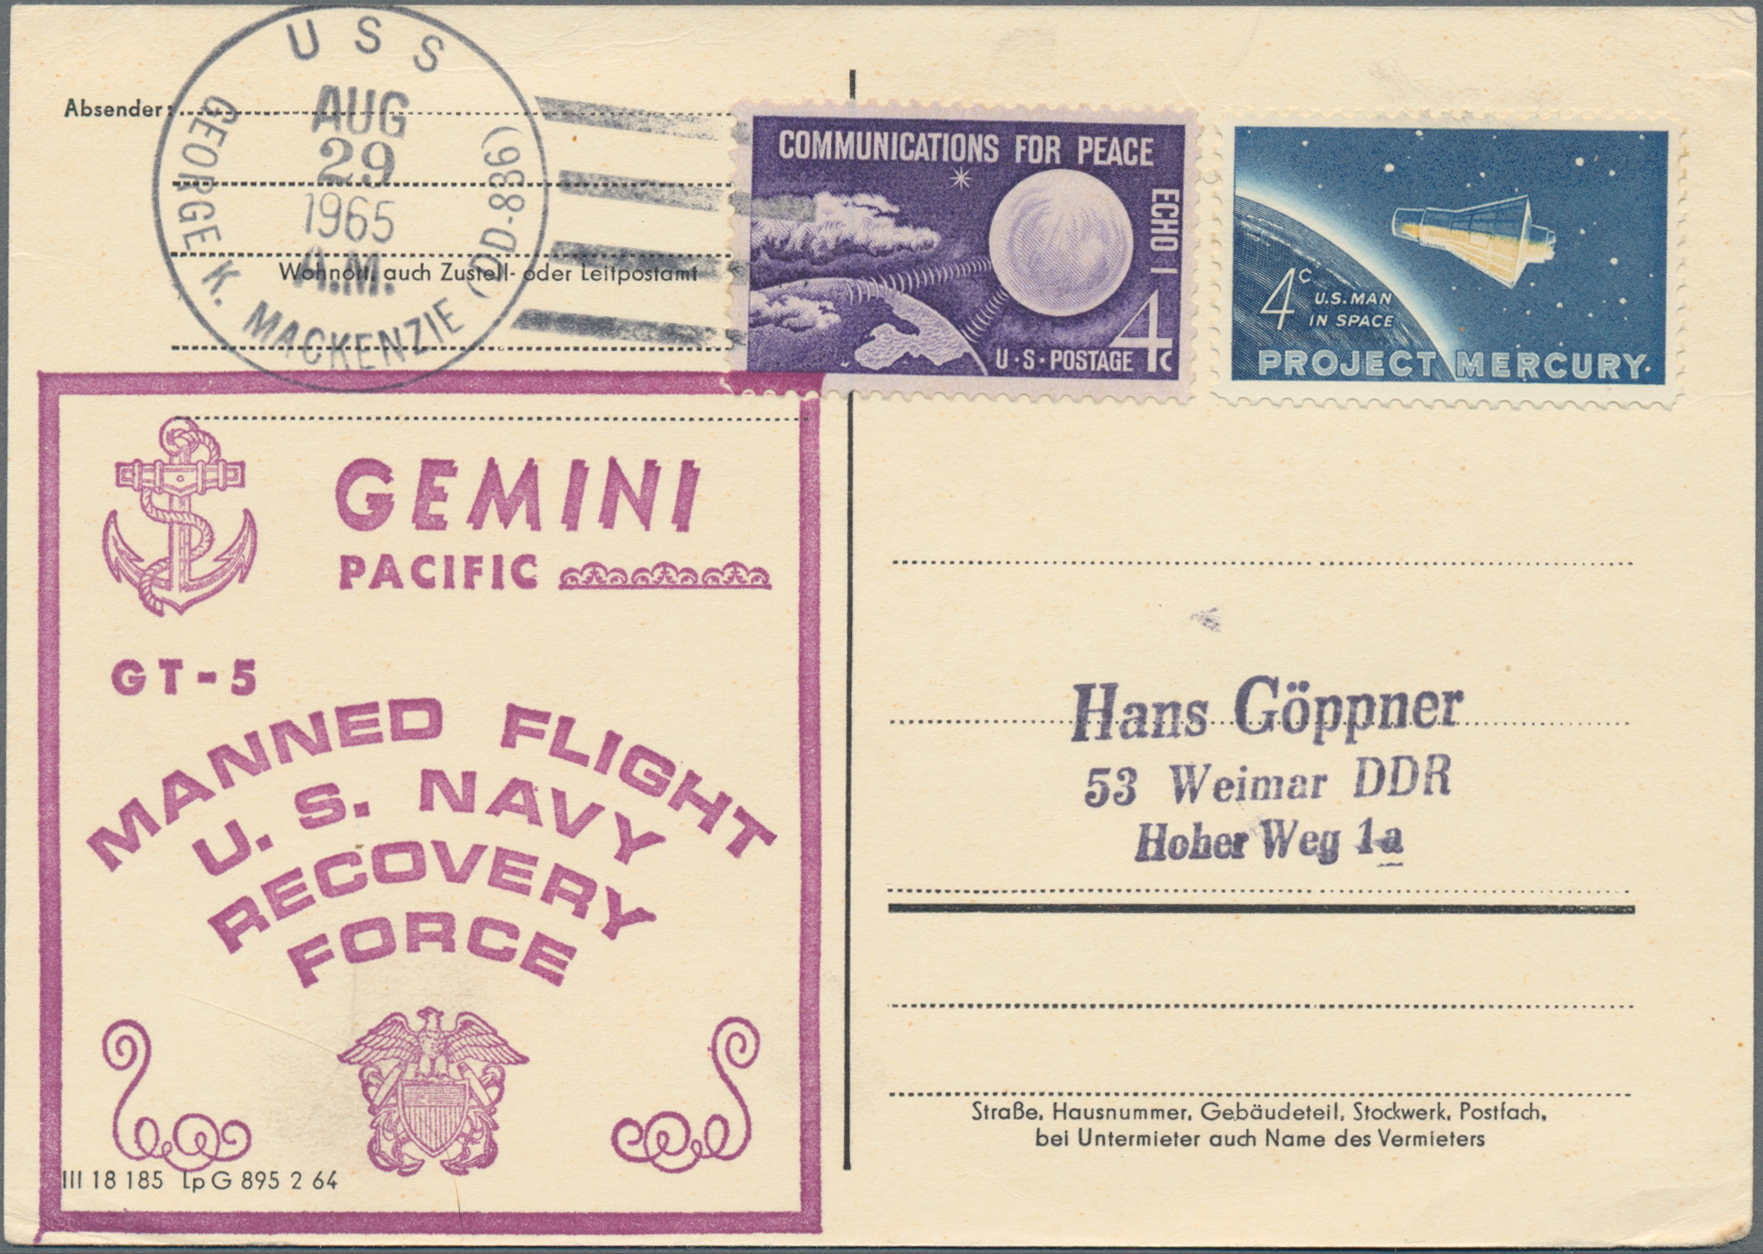 USS
GEORGE K. MACKENZIE (DD-836)
AUG
29
1965
A.M.
Absender:
Wohnort, auch Zustell- oder Leitpostamt
COMMUNICATIONS FOR PEACE
ECHO I
4c
U·S·POSTAGE
4c
U.S. MAN
IN SPACE
PROJECT MERCURY
GEMINI
PACIFIC
GT-5
MANNED FLIGHT
U. S. NAVY
RECOVERY
FORCE
III 18 185 Lp G 895 2 64
Hans Göppner
53 Weimar DDR
Hoher Weg 1a
Straße, Hausnummer, Gebäudeteil, Stockwerk, Postfach,
bei Untermieter auch Name des Vermieters